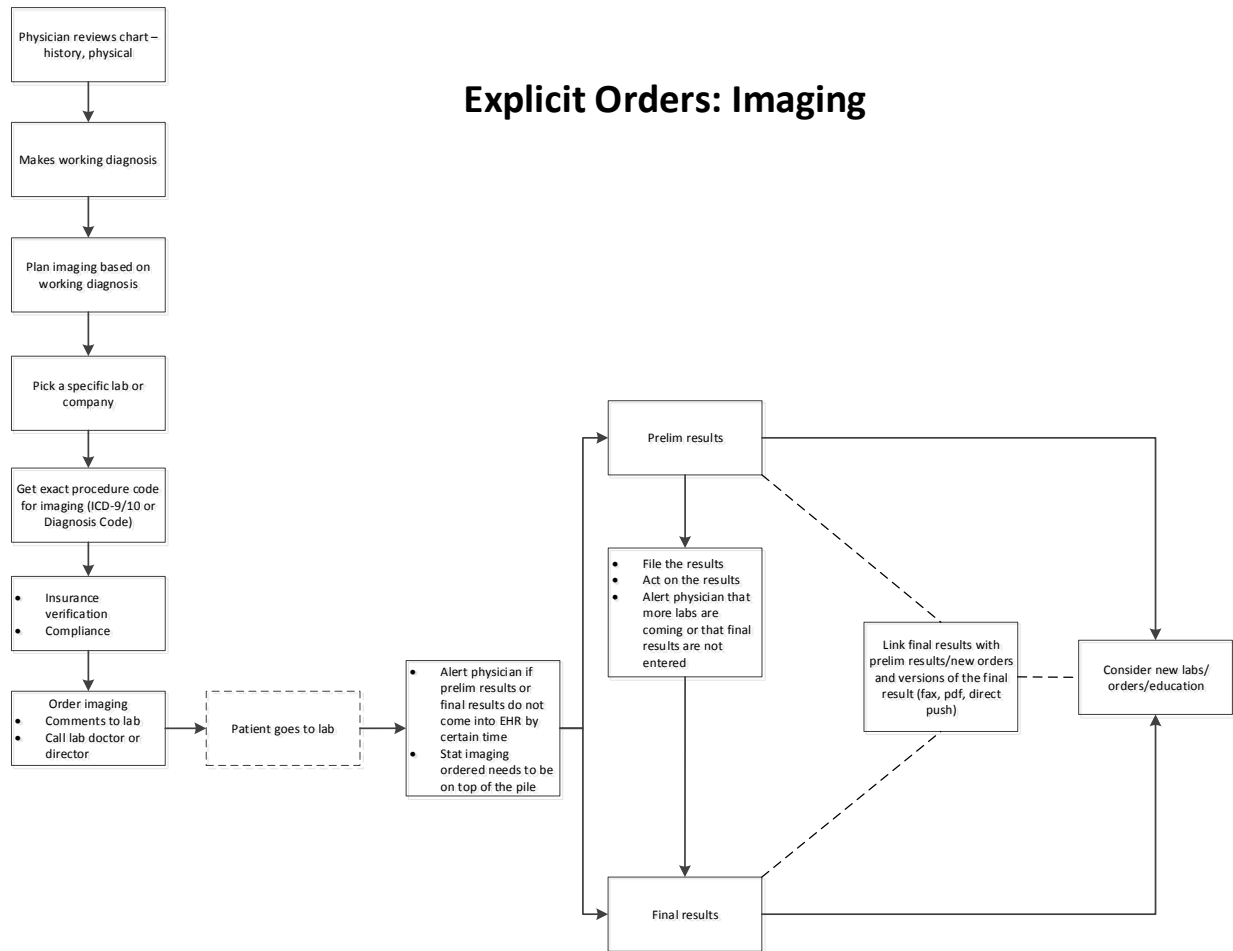 Physician reviews chart –
history, physical
Explicit Orders: Imaging
Makes working diagnosis
Plan imaging based on
working diagnosis
Pick a specific lab or
company
Get exact procedure code
for imaging (ICD-9/10 or
Diagnosis Code)
• Insurance
verification
• Compliance
Order imaging
• Comments to lab
• Call lab doctor or
director
Patient goes to lab
• Alert physician if
prelim results or
final results do not
come into EHR by
certain time
• Stat imaging
ordered needs to be
on top of the pile
Prelim results
• File the results
• Act on the results
• Alert physician that
more labs are
coming or that final
results are not
entered
Link final results with
prelim results/new orders
and versions of the final
result (fax, pdf, direct
push)
Consider new labs/
orders/education
Final results